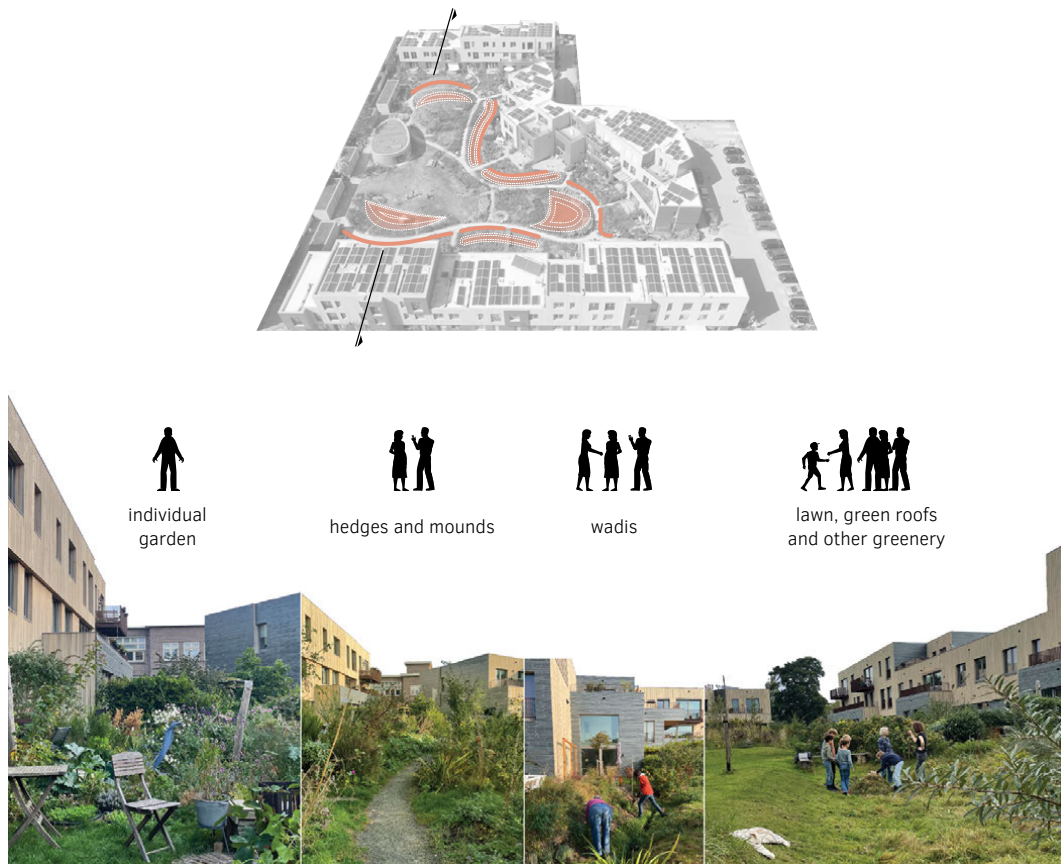 individual
garden
hedges and mounds
wadis
lawn, green roofs
and other greenery